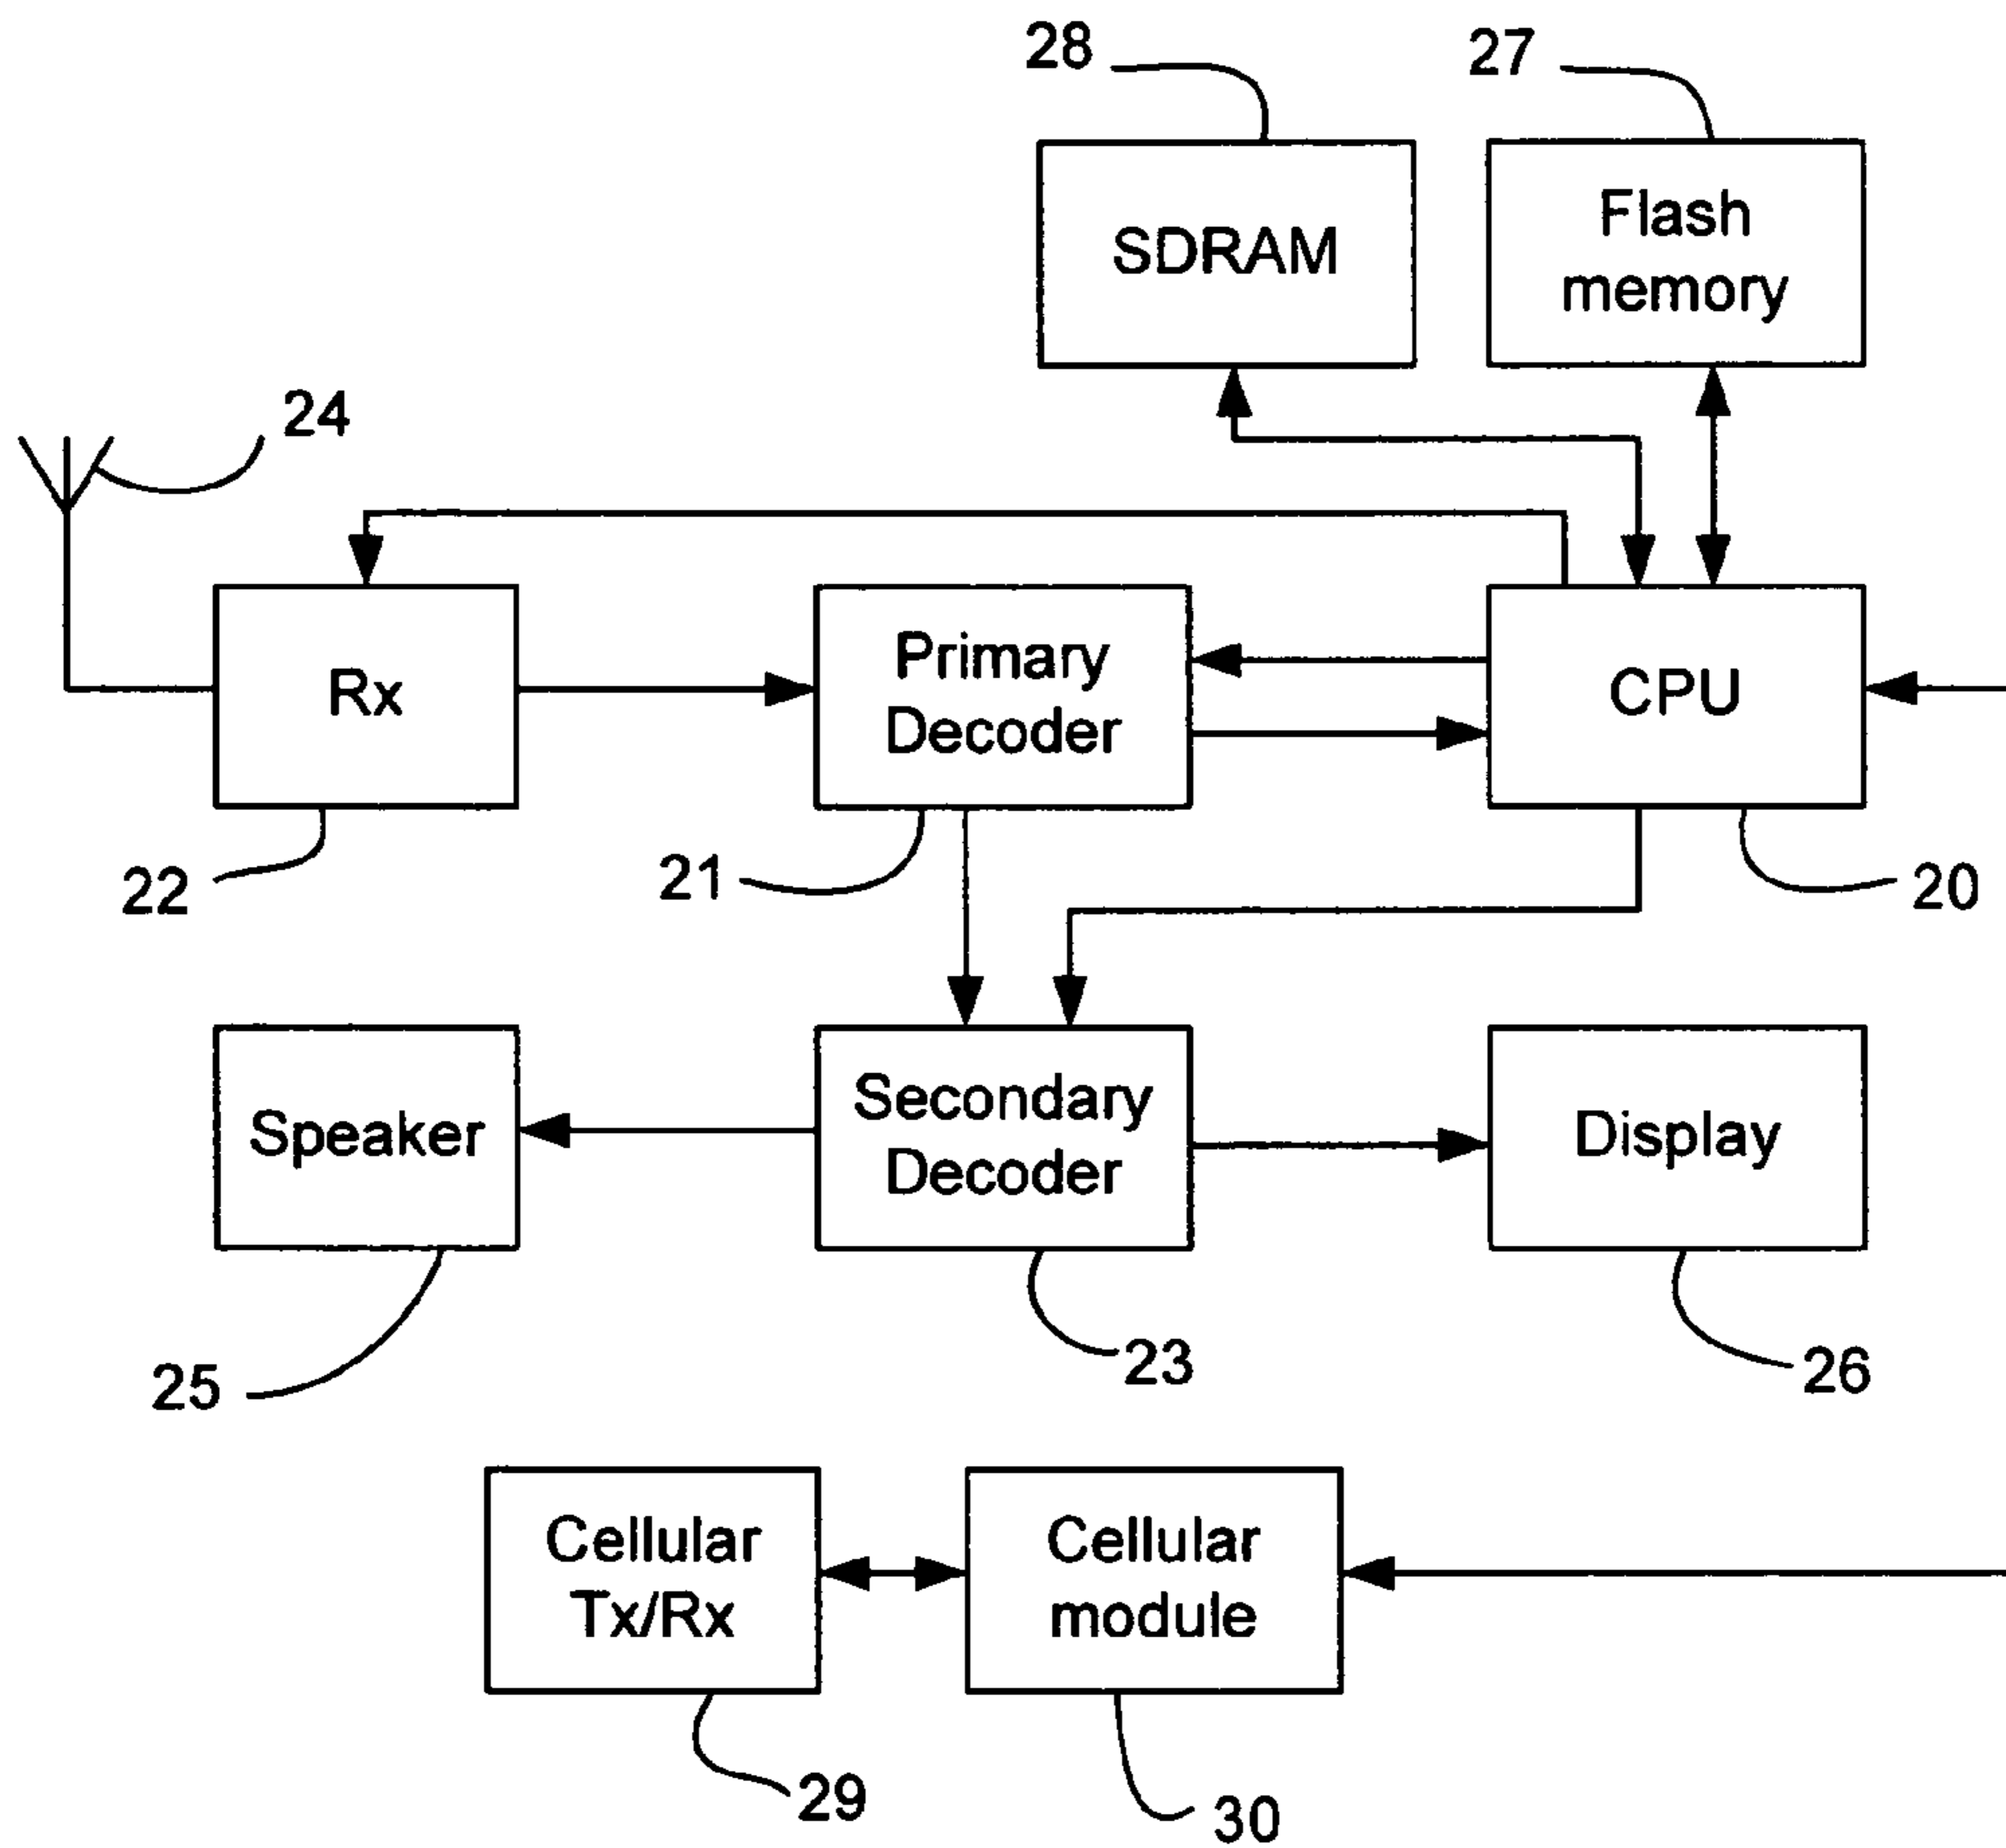 28
27
SDRAM
Flash
memory
24
Rx
Primary
Decoder
CPU
22
21
20
Speaker
Secondary
Decoder
Display
25
23
26
Cellular
Tx/Rx
Cellular
module
29
30